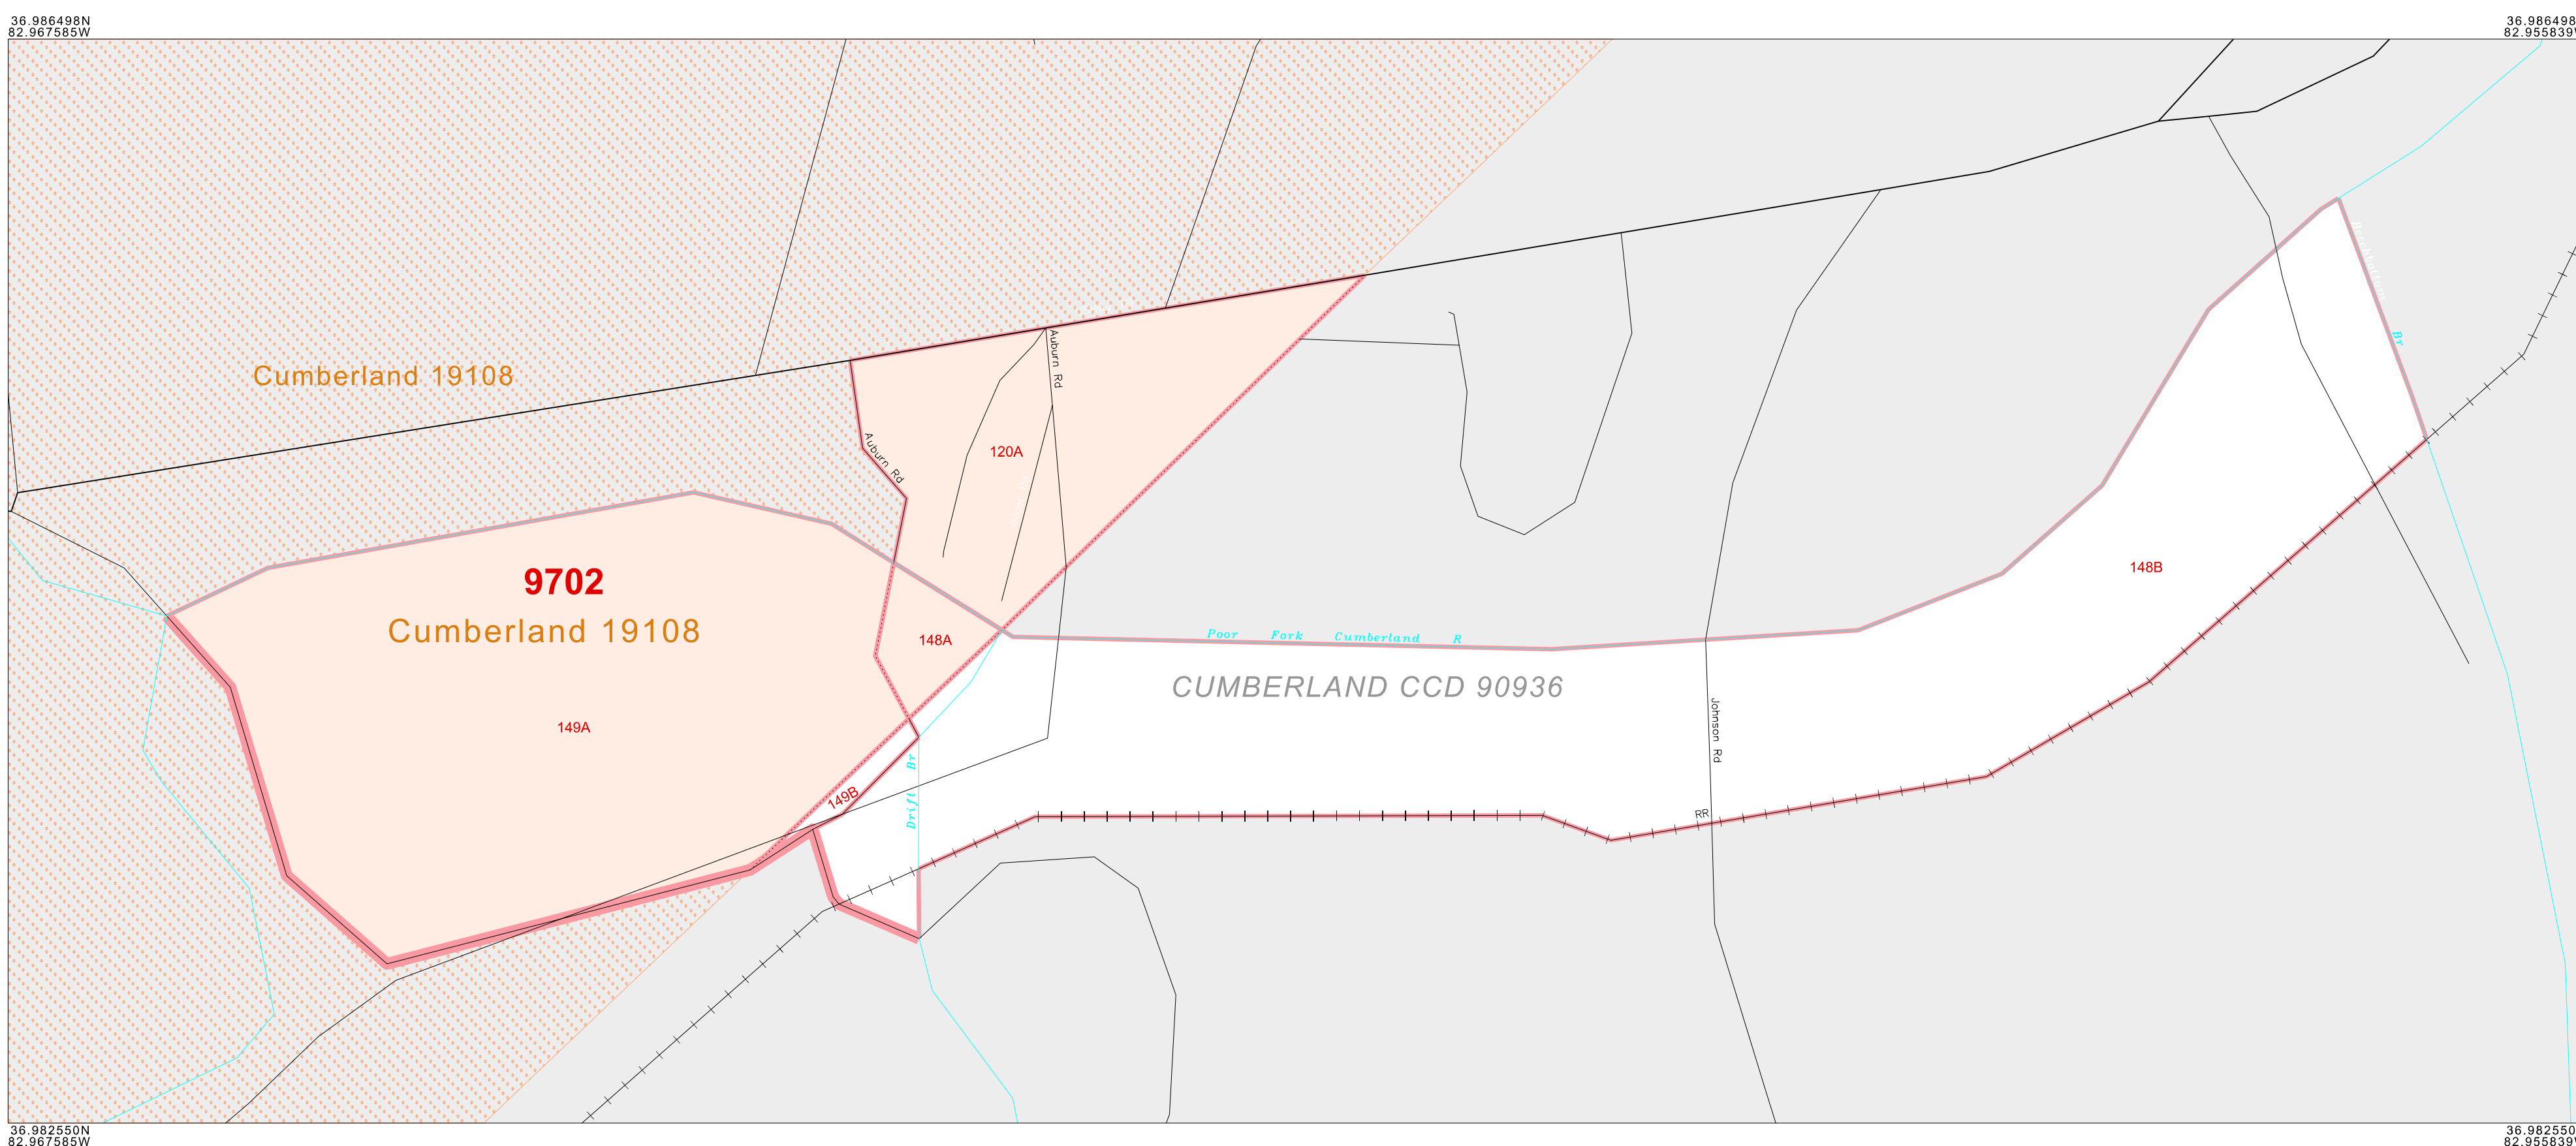 36.986498N
82.967585W
36.986498
82.955839W
Br
Auburn Rd
Cumberland 19108
Auburn Rd
120A
9702
148B
Cumberland 19108
Poor Fork Cumberland R
148A
CUMBERLAND CCD 90936
149A
Johnson Rd
Drift Br
149B
RR
36.982550N
82.967585W
36.982550
82.955839